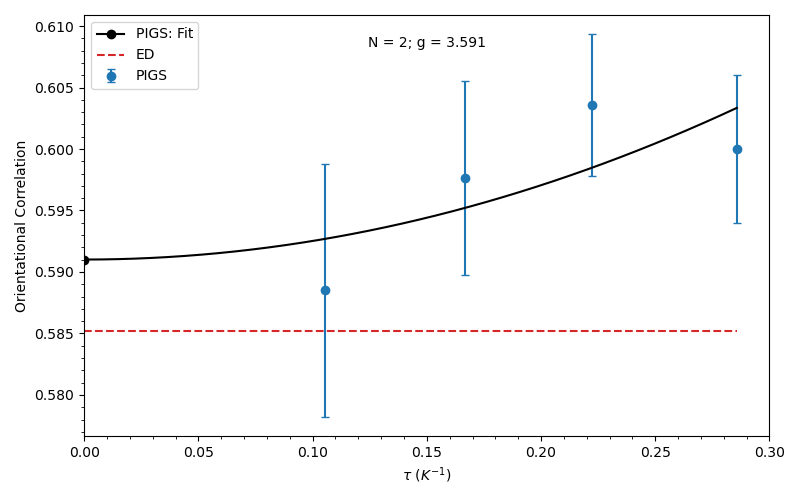 N = 2; g = 3.591
PIGS: Fit
ED
PIGS
Orientational Correlation
0.610
0.605
0.600
0.595
0.590
0.585
0.580
0.00 0.05 0.10 0.15 0.20 0.25 0.30
τ (K⁻¹)